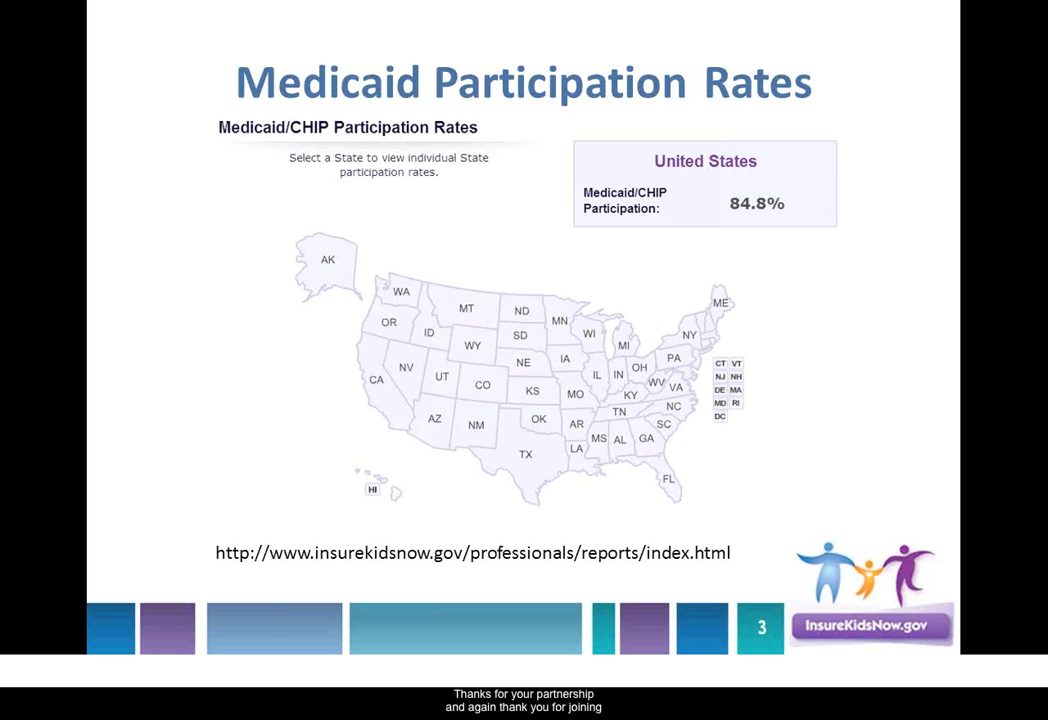 Medicaid Participation Rates
Medicaid/CHIP Participation Rates
Select a State to view individual State
participation rates.
United States
Medicaid/CHIP
Participation: 84.8%
AK
WA
MT
ND
MN
ME
OR
ID
WY
SD
WI
MI
NY
NV
UT
NE
IA
PA
CA
CO
KS
MO
IL
IN
OH
WV
VA
KY
CT VT
NJ NH
DE MA
MD RI
DC
AZ
NM
OK
AR
TN
NC
SC
TX
LA
MS
AL
GA
FL
HI
http://www.insurekidsnow.gov/professionals/reports/index.html
3
InsureKidsNow.gov
Thanks for your partnership
and again thank you for joining